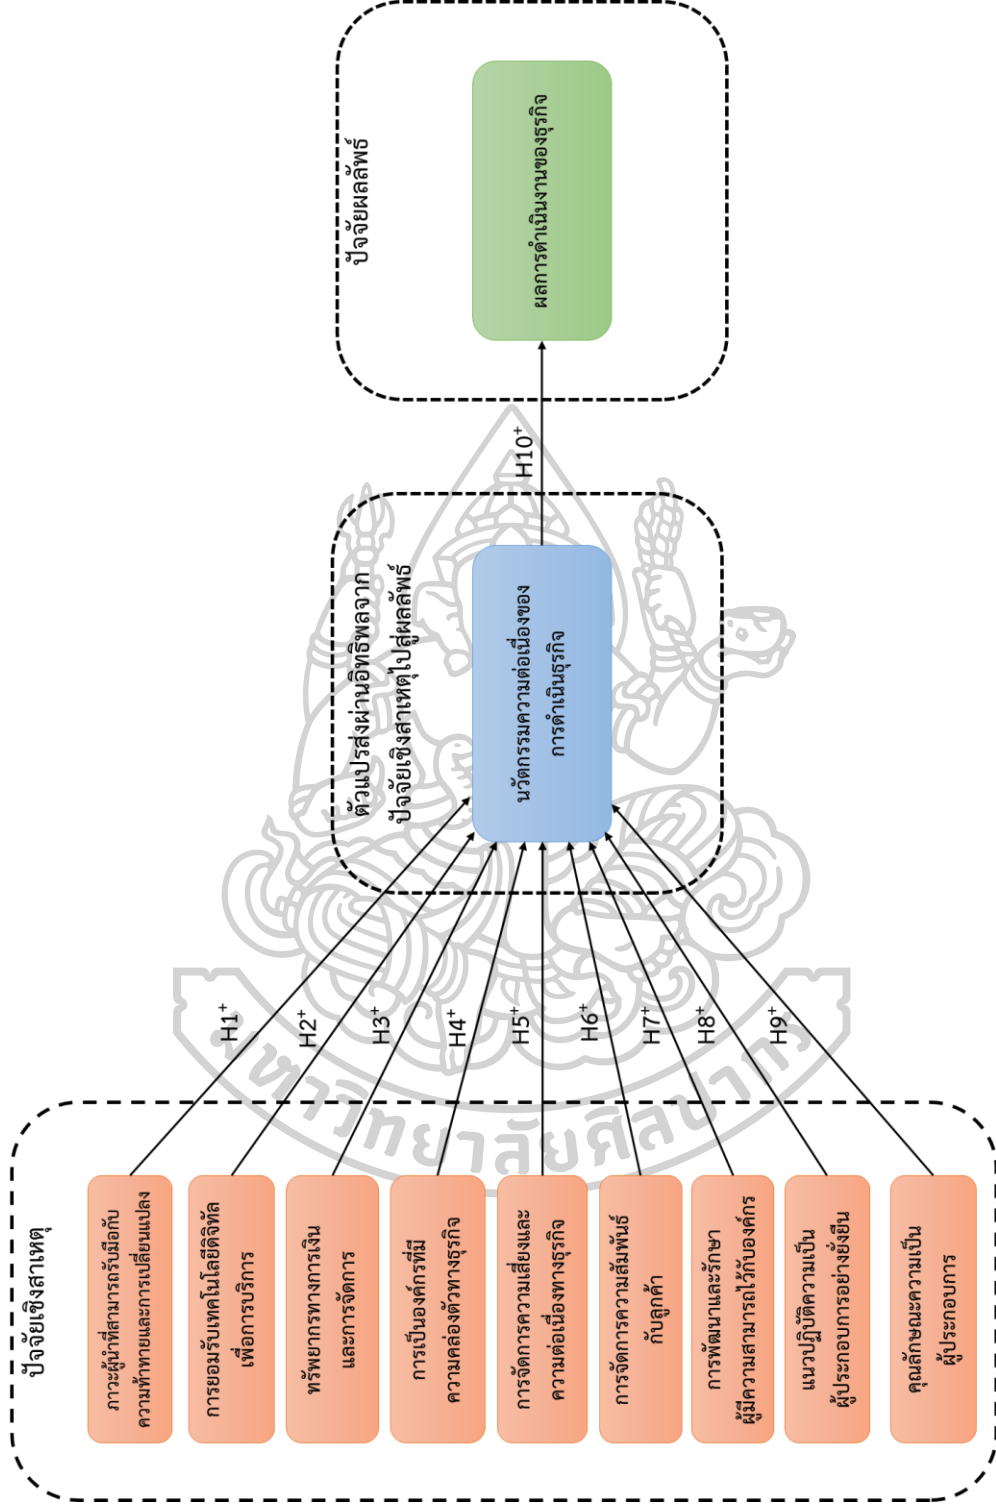 ปัจจัยเชิงสาเหตุ
ภาวะผู้นำที่สามารถรับมือกับ
ความท้าทายและการเปลี่ยนแปลง
การยอมรับเทคโนโลยีดิจิทัล
เพื่อการบริการ
ทรัพยากรทางการเงิน
และการจัดการ
การเป็นองค์กรที่มี
ความคล่องตัวทางธุรกิจ
การจัดการความเสี่ยงและ
ความต่อเนื่องทางธุรกิจ
การจัดการความสัมพันธ์
กับลูกค้า
การพัฒนาและรักษา
ผู้มีความสามารถไว้กับองค์กร
แนวปฏิบัติความเป็น
ผู้ประกอบการอย่างยั่งยืน
คุณลักษณะความเป็น
ผู้ประกอบการ
H1⁺
H2⁺
H3⁺
H4⁺
H5⁺
H6⁺
H7⁺
H8⁺
H9⁺
ตัวแปรส่งผ่านอิทธิพลจาก
ปัจจัยเชิงสาเหตุไปสู่ผลลัพธ์
นวัตกรรมความต่อเนื่องของ
การดำเนินธุรกิจ
H10⁺
ปัจจัยผลลัพธ์
ผลการดำเนินงานของธุรกิจ
มหาวิทยาลัยศิลปากร